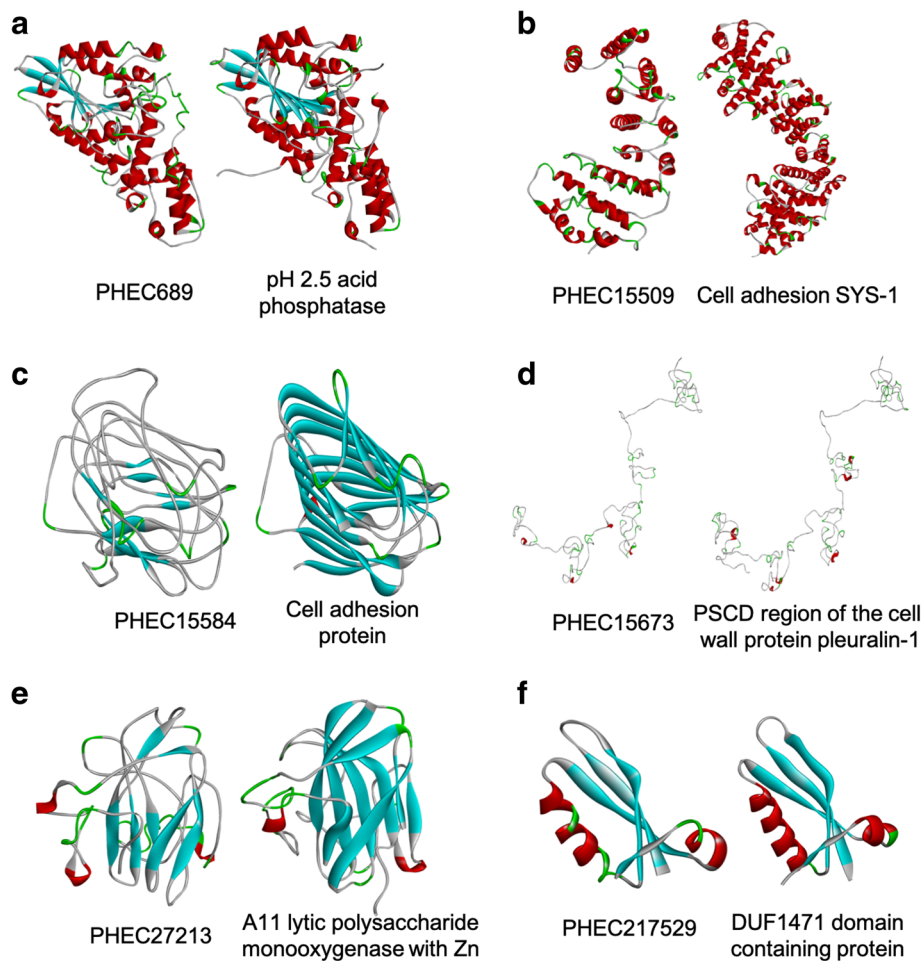 a
PHEC689
pH 2.5 acid
phosphatase
b
PHEC15509
Cell adhesion SYS-1
c
PHEC15584
Cell adhesion
protein
d
PHEC15673
PSCD region of the cell
wall protein pleuralin-1
e
PHEC27213
A11 lytic polysaccharide
monooxygenase with Zn
f
PHEC217529
DUF1471 domain
containing protein